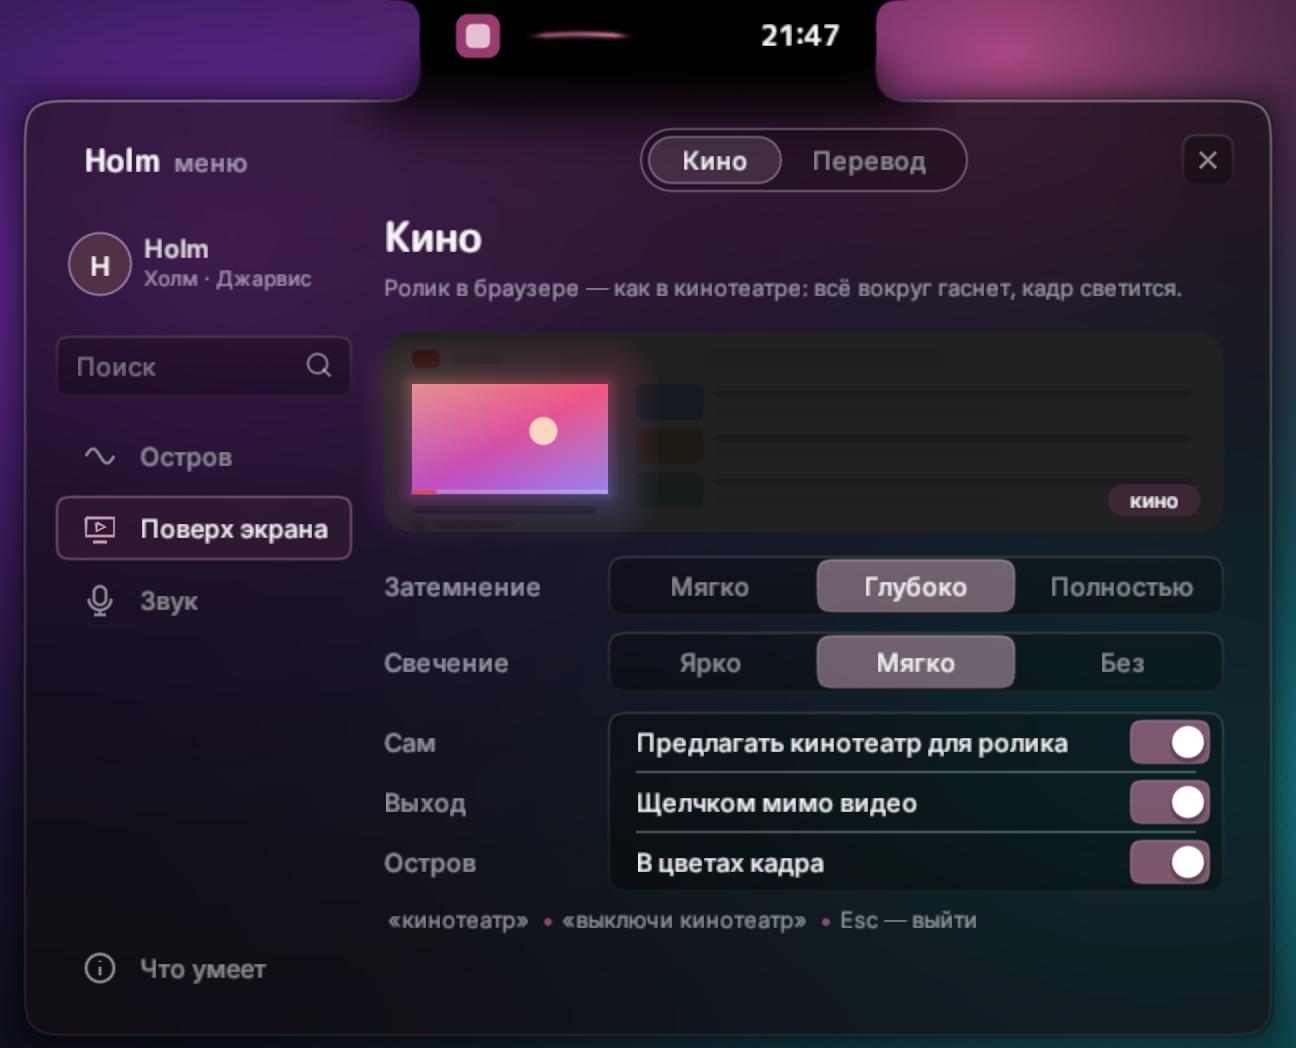 21:47
Holm меню
Кино Перевод
Holm
Холм · Джарвис
Поиск
Остров
Поверх экрана
Звук
Что умеет
Кино
Ролик в браузере — как в кинотеатре: всё вокруг гаснет, кадр светится.
кино
Затемнение Мягко Глубоко Полностью
Свечение Ярко Мягко Без
Сам Предлагать кинотеатр для ролика
Выход Щелчком мимо видео
Остров В цветах кадра
«кинотеатр» • «выключи кинотеатр» • Esc — выйти